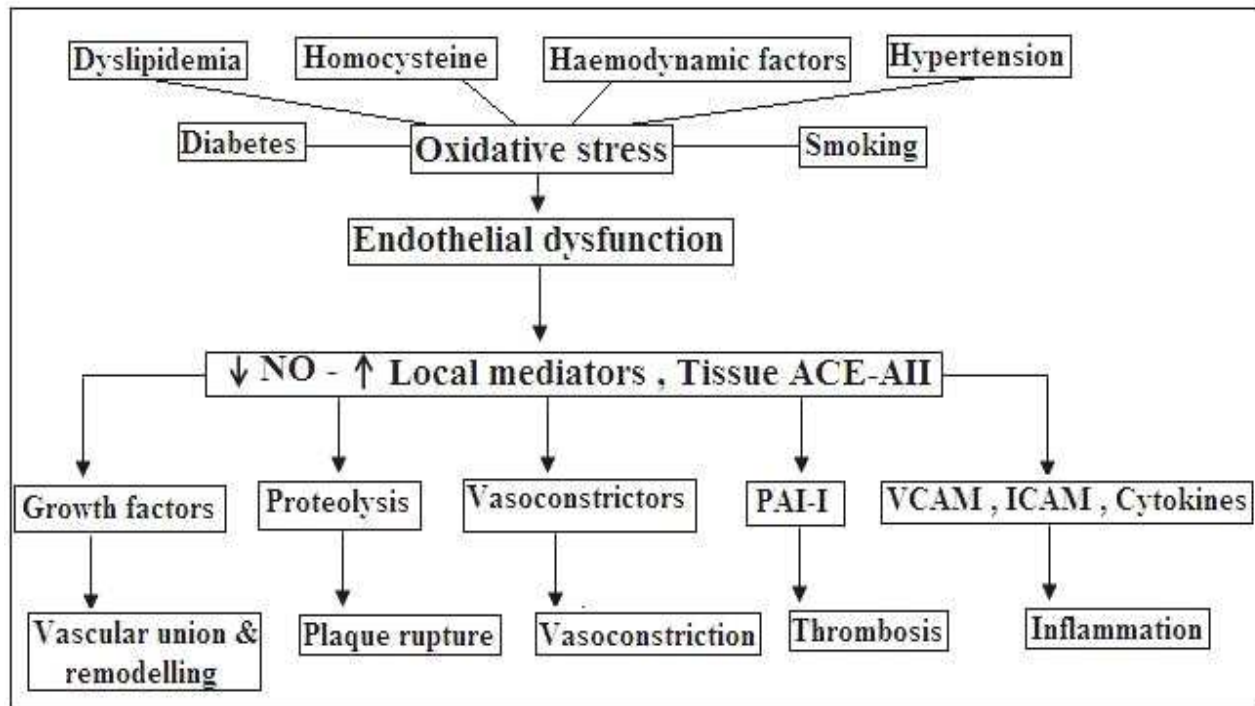 Dyslipidemia
Homocysteine
Haemodynamic factors
Hypertension
Diabetes
Oxidative stress
Smoking
Endothelial dysfunction
↓ NO - ↑ Local mediators , Tissue ACE-AII
Growth factors
Proteolysis
Vasoconstrictors
PAI-I
VCAM , ICAM , Cytokines
Vascular union &
remodelling
Plaque rupture
Vasoconstriction
Thrombosis
Inflammation